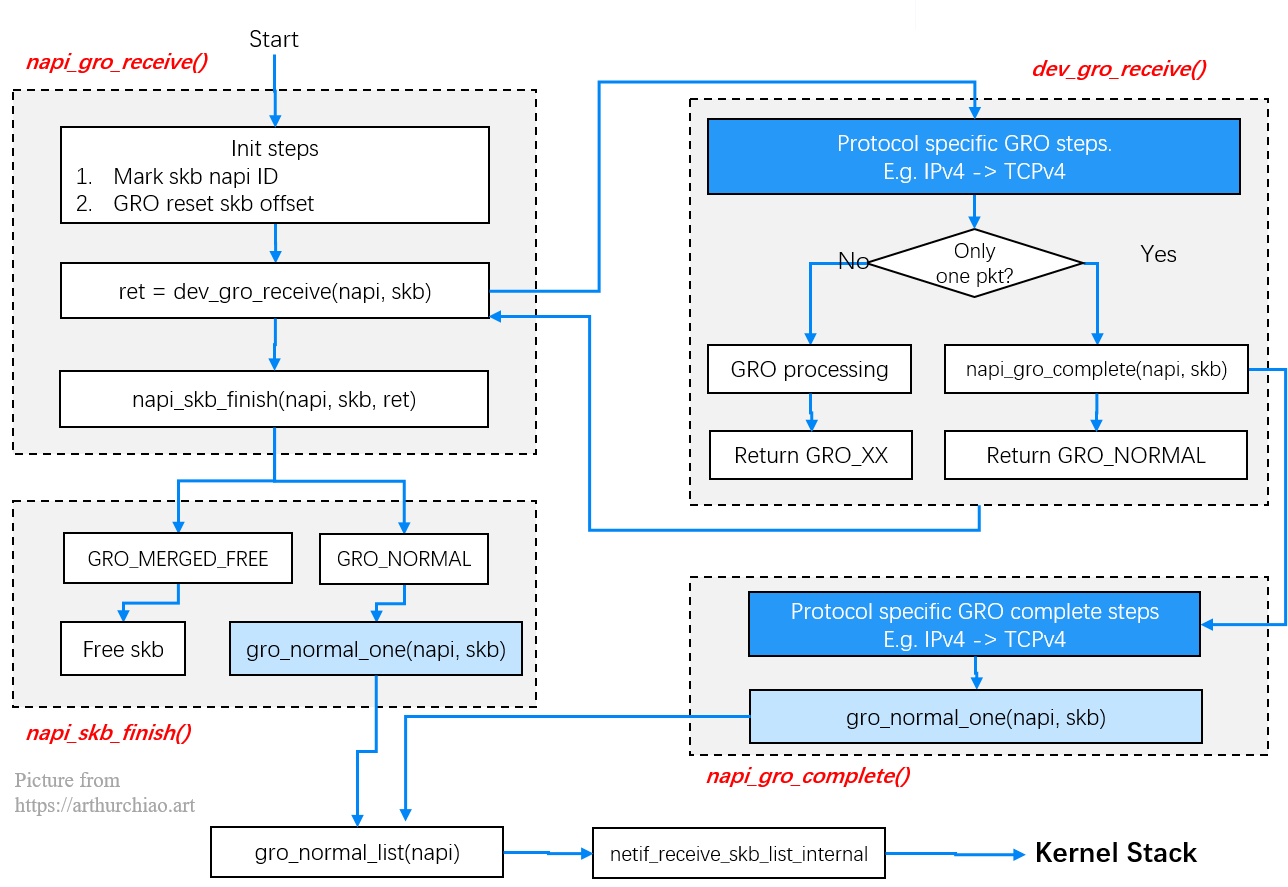 Start
napi_gro_receive()
Init steps
1. Mark skb napi ID
2. GRO reset skb offset
ret = dev_gro_receive(napi, skb)
napi_skb_finish(napi, skb, ret)
GRO_MERGED_FREE
GRO_NORMAL
Free skb
gro_normal_one(napi, skb)
napi_skb_finish()
Picture from
https://arthurchiao.art
dev_gro_receive()
Protocol specific GRO steps.
E.g. IPv4 -> TCPv4
Only
one pkt?
No
Yes
GRO processing
napi_gro_complete(napi, skb)
Return GRO_XX
Return GRO_NORMAL
Protocol specific GRO complete steps
E.g. IPv4 -> TCPv4
gro_normal_one(napi, skb)
napi_gro_complete()
gro_normal_list(napi)
netif_receive_skb_list_internal
Kernel Stack